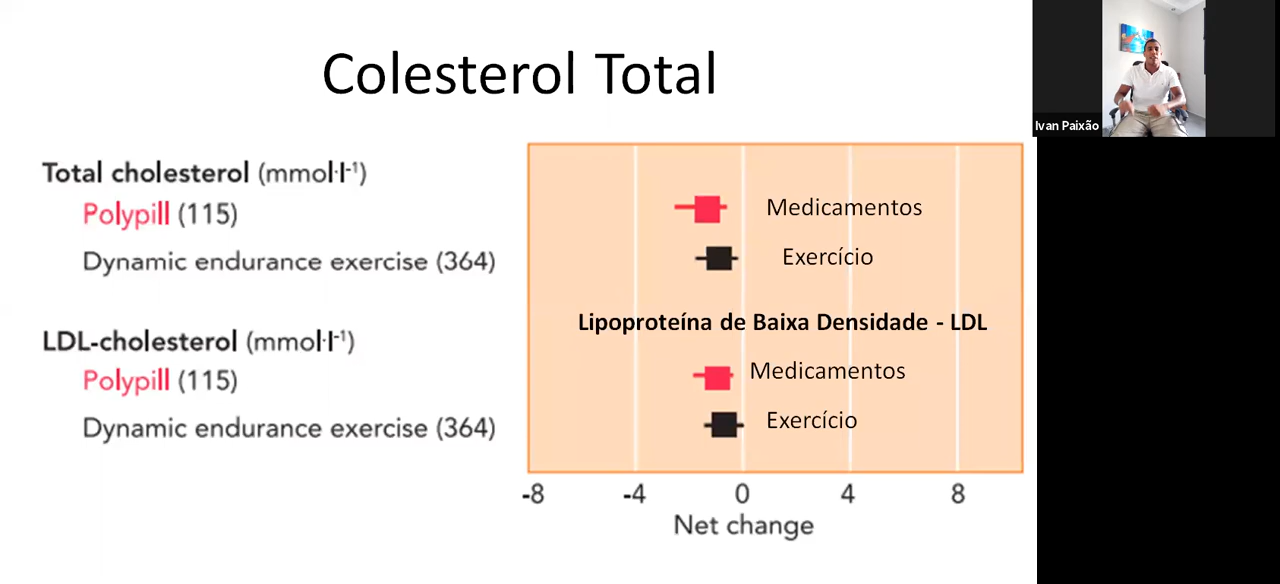 Colesterol Total
Ivan Paixão
Total cholesterol (mmol·l⁻¹)
Polypill (115)
Medicamentos
Dynamic endurance exercise (364)
Exercício
Lipoproteína de Baixa Densidade - LDL
LDL-cholesterol (mmol·l⁻¹)
Polypill (115)
Medicamentos
Dynamic endurance exercise (364)
Exercício
-8 -4 0 4 8
Net change